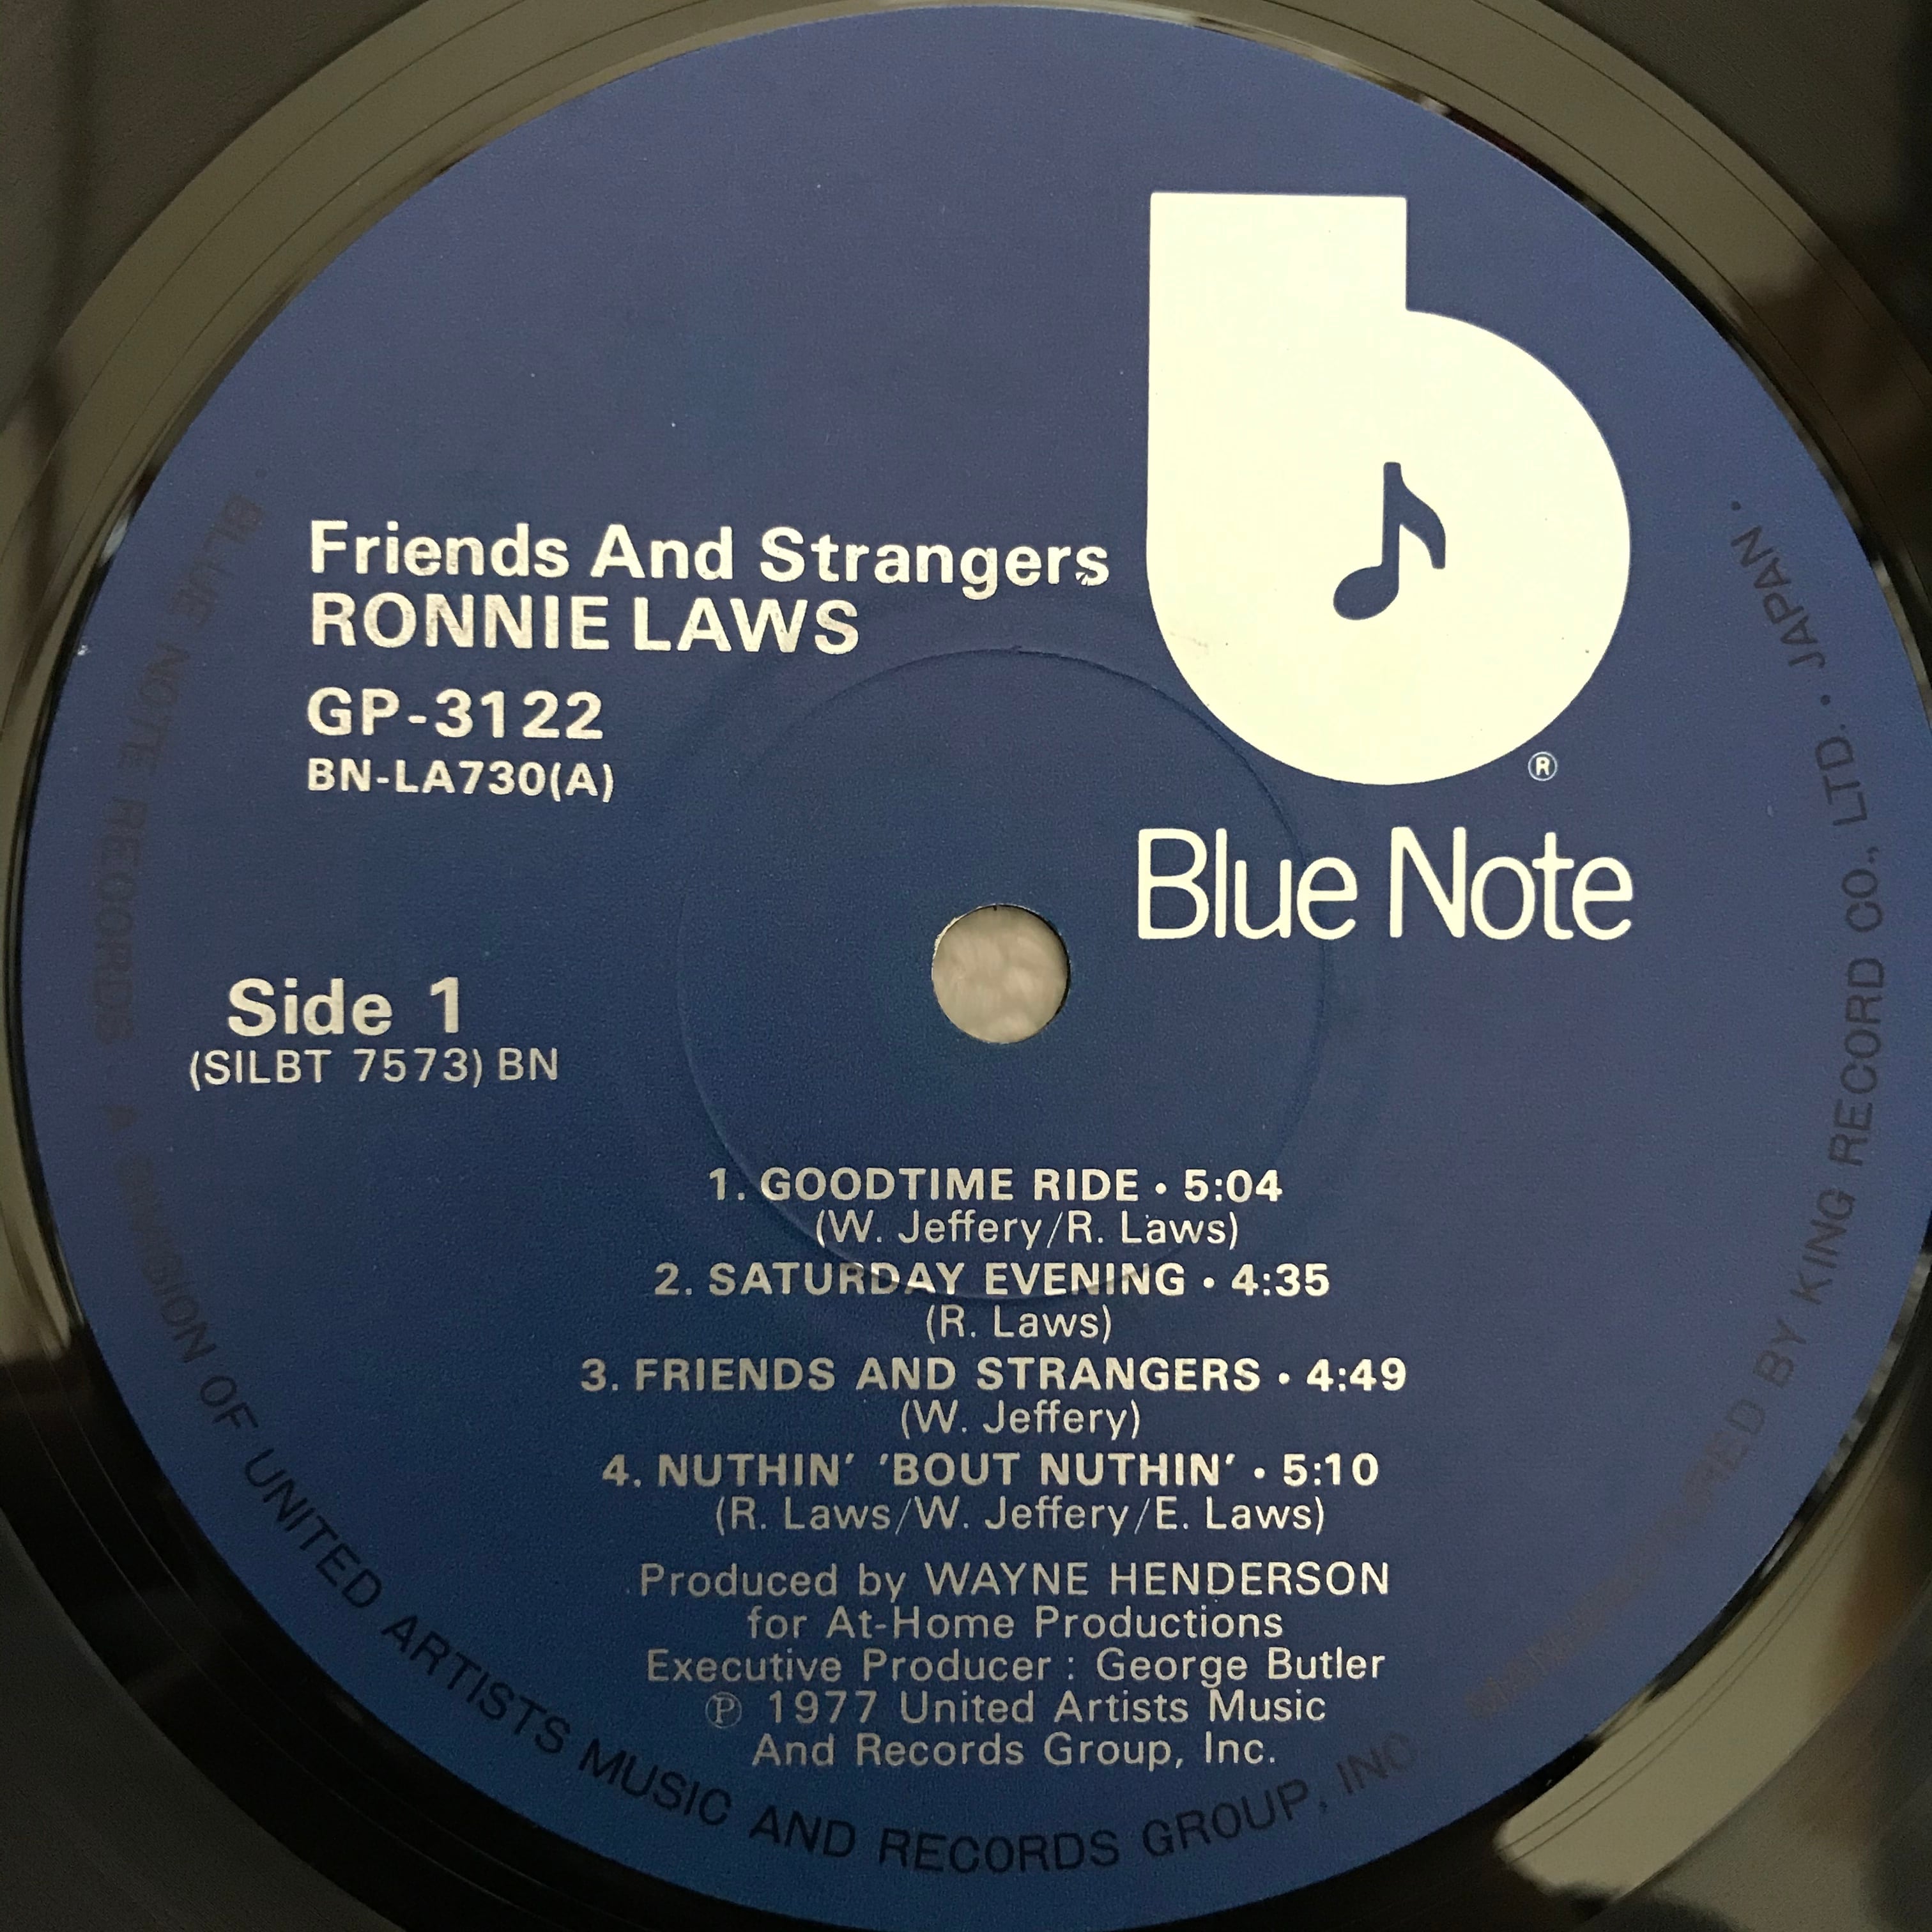 Friends And Strangers
RONNIE LAWS
GP-3122
BN-LA730(A)
®
Blue Note
Side 1
(SILBT 7573) BN
1. GOODTIME RIDE • 5:04
(W. Jeffery/R. Laws)
2. SATURDAY EVENING • 4:35
(R. Laws)
3. FRIENDS AND STRANGERS • 4:49
(W. Jeffery)
4. NUTHIN' 'BOUT NUTHIN' • 5:10
(R. Laws/W. Jeffery/E. Laws)
Produced by WAYNE HENDERSON
for At-Home Productions
Executive Producer : George Butler
℗ 1977 United Artists Music
And Records Group, Inc.
• BLUE NOTE RECORDS • A DIVISION OF UNITED ARTISTS MUSIC AND RECORDS GROUP, INC BY KING RECORD CO., LTD. • JAPAN •